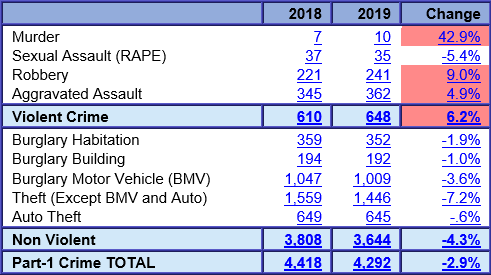 2018 2019 Change
Murder 7 10 42.9%
Sexual Assault (RAPE) 37 35 -5.4%
Robbery 221 241 9.0%
Aggravated Assault 345 362 4.9%
Violent Crime 610 648 6.2%
Burglary Habitation 359 352 -1.9%
Burglary Building 194 192 -1.0%
Burglary Motor Vehicle (BMV) 1,047 1,009 -3.6%
Theft (Except BMV and Auto) 1,559 1,446 -7.2%
Auto Theft 649 645 -.6%
Non Violent 3,808 3,644 -4.3%
Part-1 Crime TOTAL 4,418 4,292 -2.9%